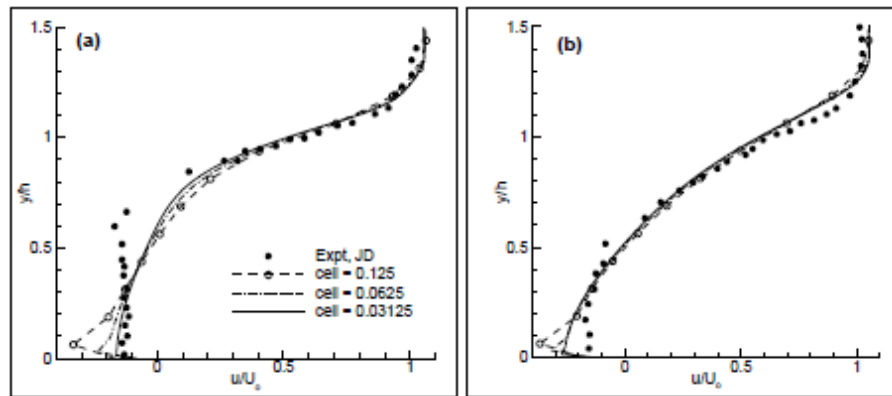 (a)
1.5
1
0.5
0
y/h
Expt, JD
cell = 0.125
cell = 0.0625
cell = 0.03125
0
0.5
1
u/U₀
(b)
1.5
1
0.5
0
y/h
0
0.5
1
u/U₀